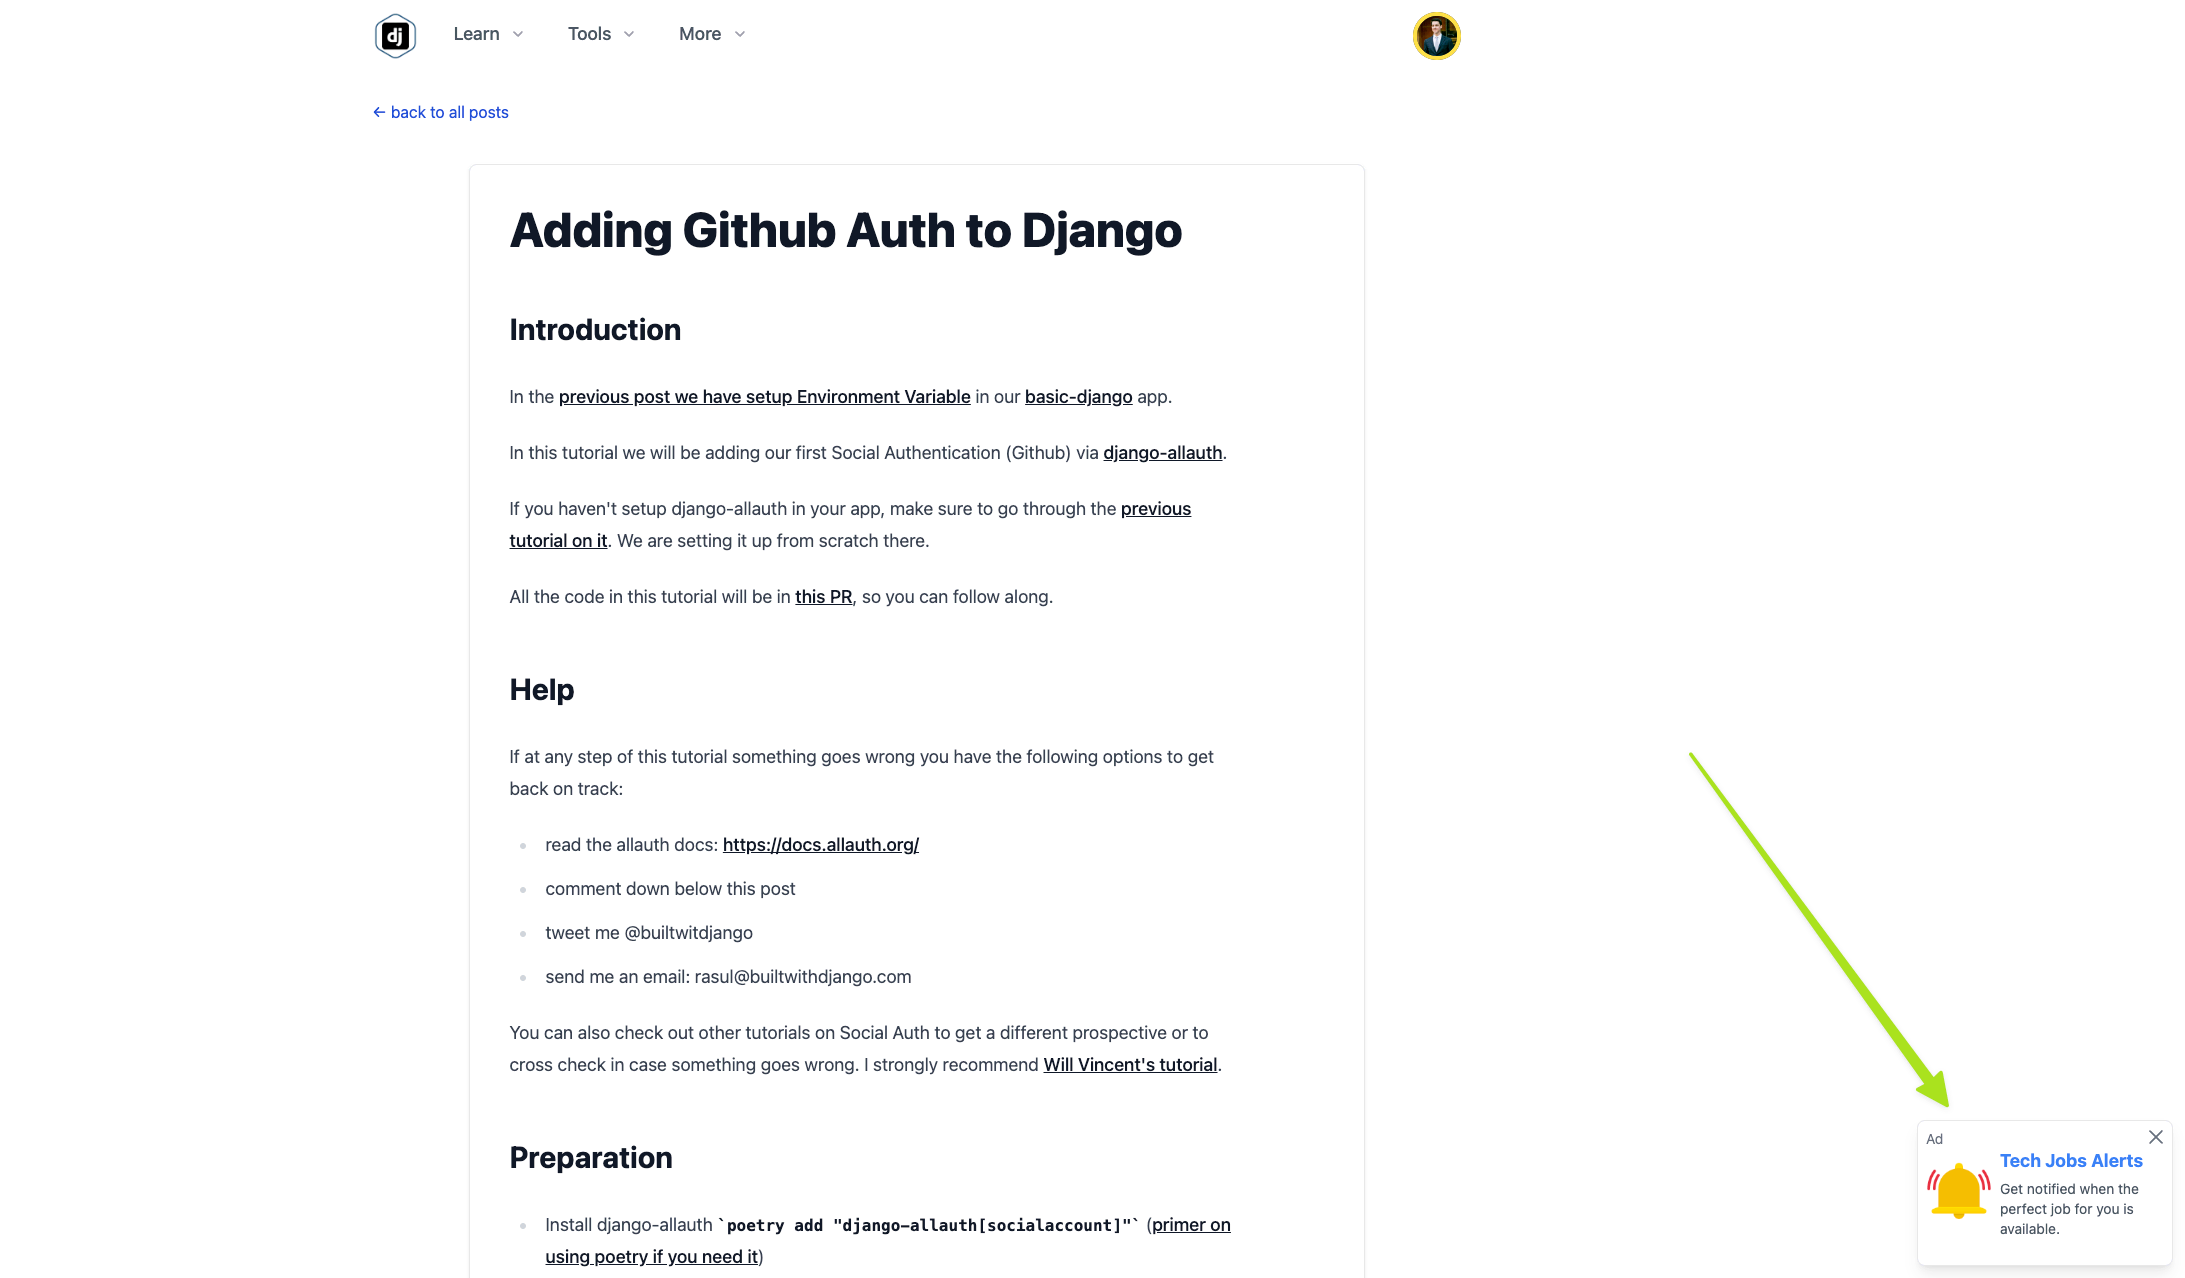 dj Learn Tools More
← back to all posts
Adding Github Auth to Django
Introduction
In the previous post we have setup Environment Variable in our basic-django app.
In this tutorial we will be adding our first Social Authentication (Github) via django-allauth.
If you haven't setup django-allauth in your app, make sure to go through the previous
tutorial on it. We are setting it up from scratch there.
All the code in this tutorial will be in this PR, so you can follow along.
Help
If at any step of this tutorial something goes wrong you have the following options to get
back on track:
• read the allauth docs: https://docs.allauth.org/
• comment down below this post
• tweet me @builtwitdjango
• send me an email: rasul@builtwithdjango.com
You can also check out other tutorials on Social Auth to get a different prospective or to
cross check in case something goes wrong. I strongly recommend Will Vincent's tutorial.
Preparation
• Install django-allauth `poetry add "django-allauth[socialaccount]"` (primer on
using poetry if you need it)
Ad
Tech Jobs Alerts
Get notified when the
perfect job for you is
available.